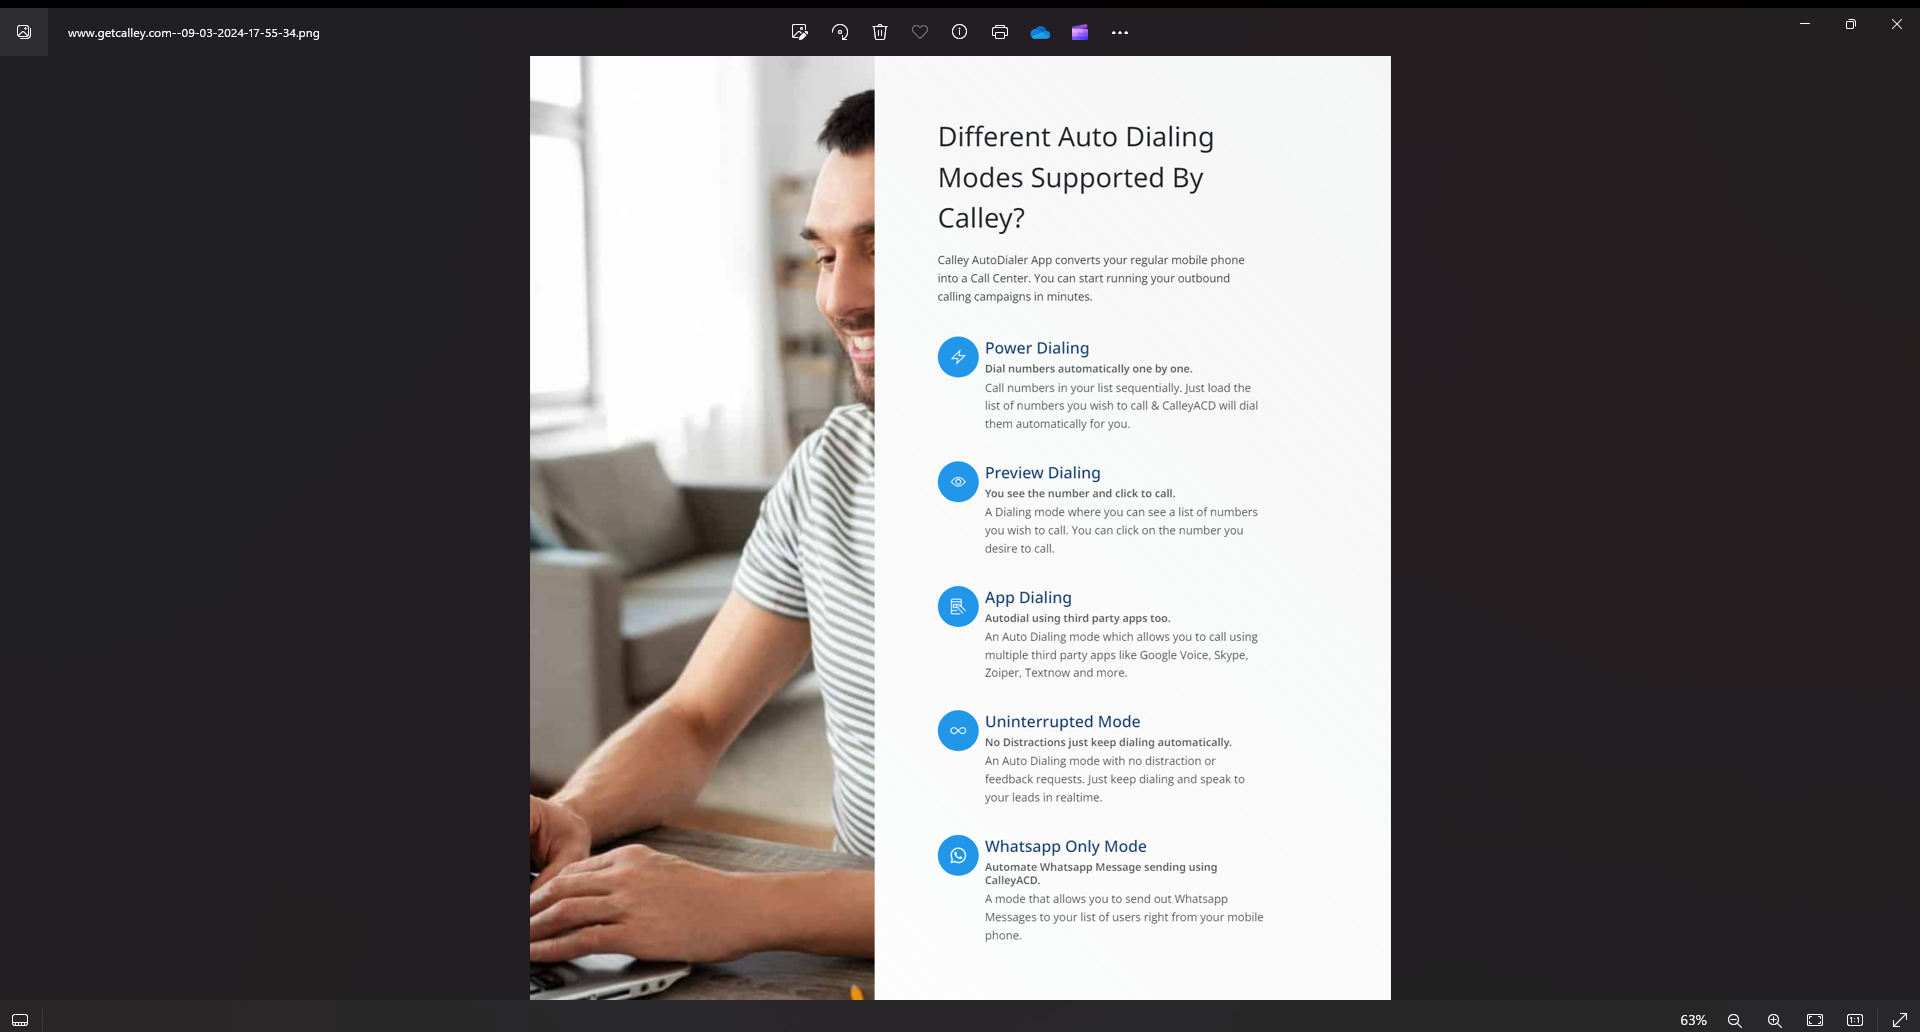 www.getcalley.com--09-03-2024-17-55-34.png
Different Auto Dialing
Modes Supported By
Calley?
Calley AutoDialer App converts your regular mobile phone
into a Call Center. You can start running your outbound
calling campaigns in minutes.
Power Dialing
Dial numbers automatically one by one.
Call numbers in your list sequentially. Just load the
list of numbers you wish to call & CalleyACD will dial
them automatically for you.
Preview Dialing
You see the number and click to call.
A Dialing mode where you can see a list of numbers
you wish to call. You can click on the number you
desire to call.
App Dialing
Autodial using third party apps too.
An Auto Dialing mode which allows you to call using
multiple third party apps like Google Voice, Skype,
Zoiper, Textnow and more.
Uninterrupted Mode
No Distractions just keep dialing automatically.
An Auto Dialing mode with no distraction or
feedback requests. Just keep dialing and speak to
your leads in realtime.
Whatsapp Only Mode
Automate Whatsapp Message sending using
CalleyACD.
A mode that allows you to send out Whatsapp
Messages to your list of users right from your mobile
phone.
63%
1:1